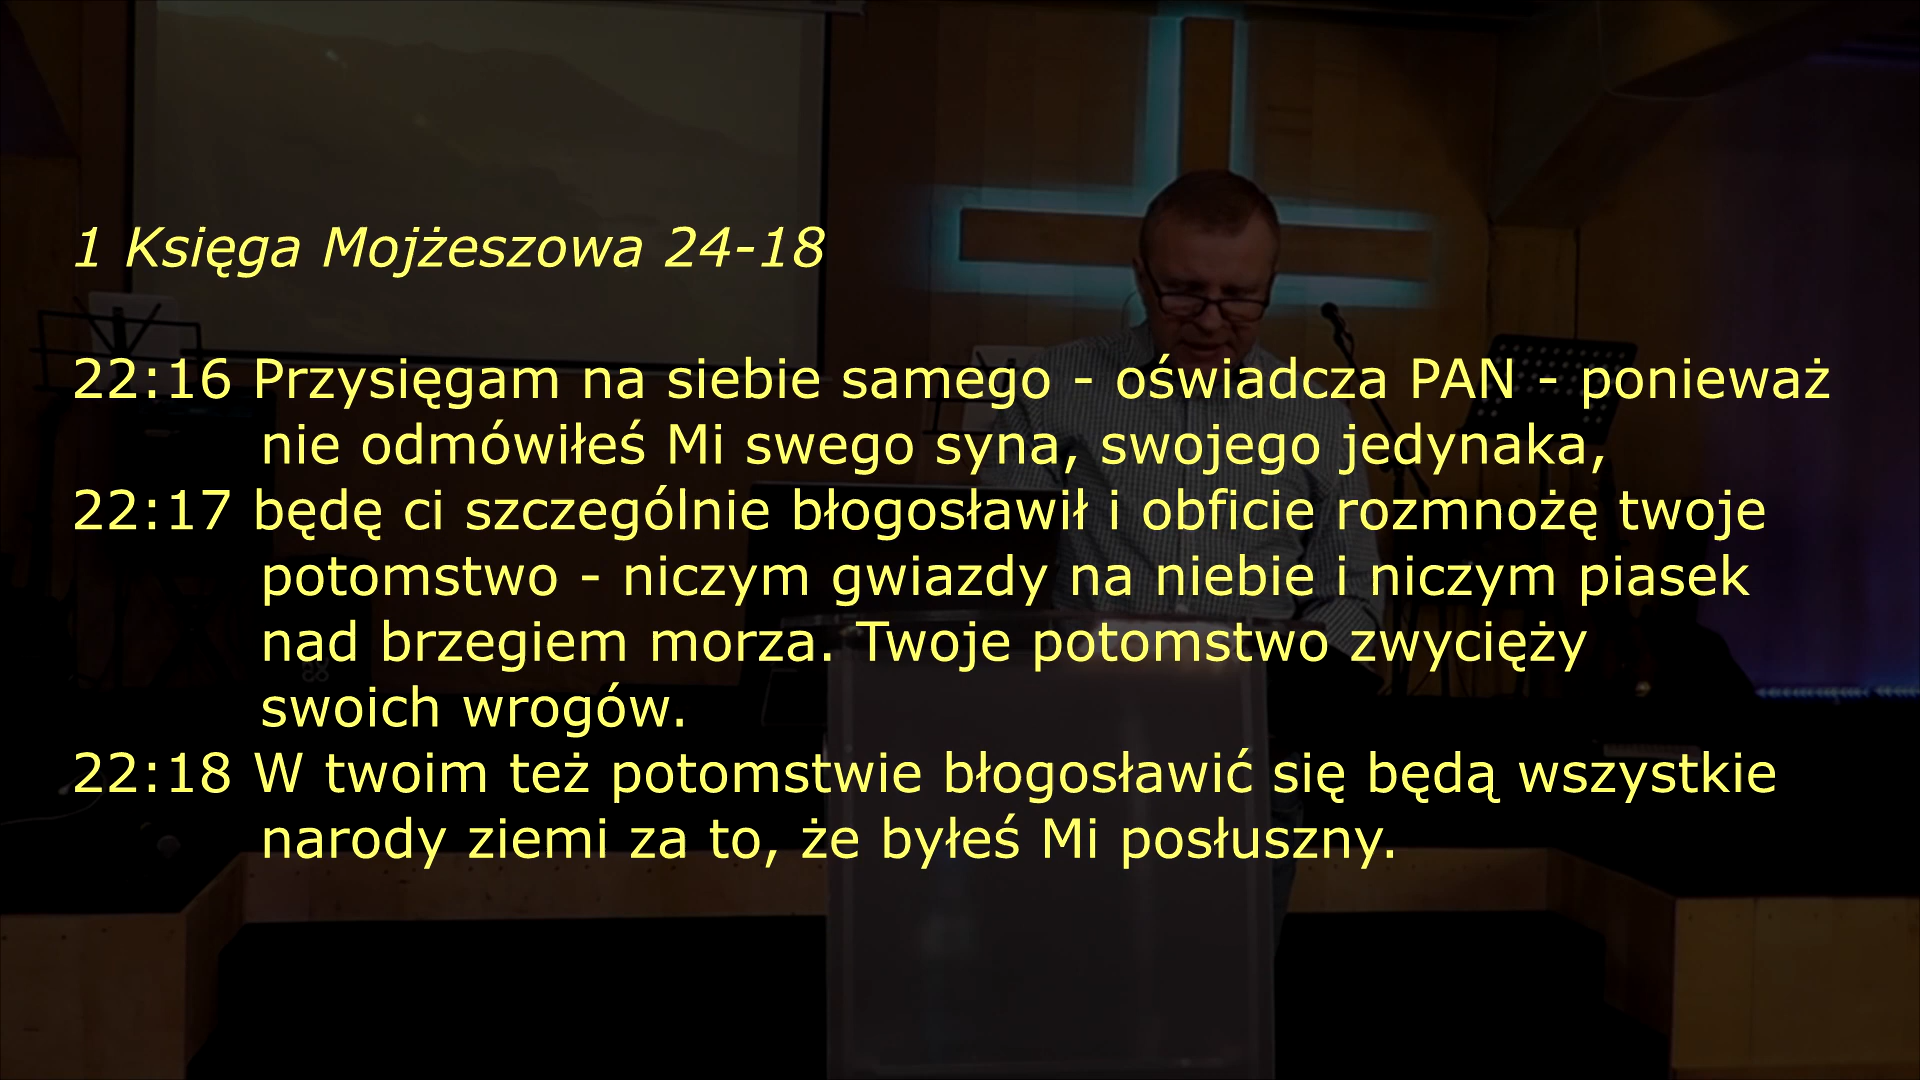 1 Księga Mojżeszowa 24-18
22:16 Przysięgam na siebie samego - oświadcza PAN - ponieważ
nie odmówiłeś Mi swego syna, swojego jedynaka,
22:17 będę ci szczególnie błogosławił i obficie rozmnożę twoje
potomstwo - niczym gwiazdy na niebie i niczym piasek
nad brzegiem morza. Twoje potomstwo zwycięży
swoich wrogów.
22:18 W twoim też potomstwie błogosławić się będą wszystkie
narody ziemi za to, że byłeś Mi posłuszny.